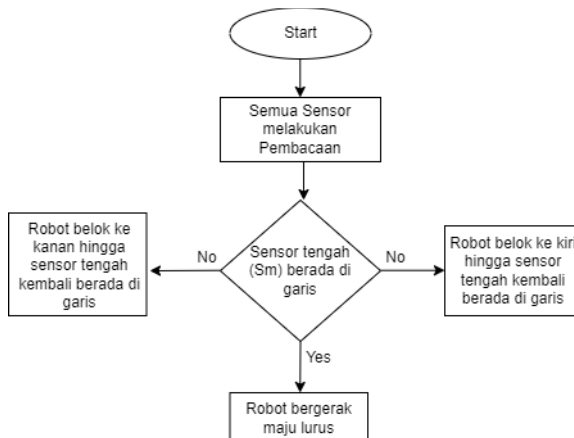 Start
Semua Sensor
melakukan
Pembacaan
Robot belok ke
kanan hingga
sensor tengah
kembali berada di
garis
No
Sensor tengah
(Sm) berada di
garis
No
Robot belok ke kiri
hingga sensor
tengah kembali
berada di garis
Yes
Robot bergerak
maju lurus